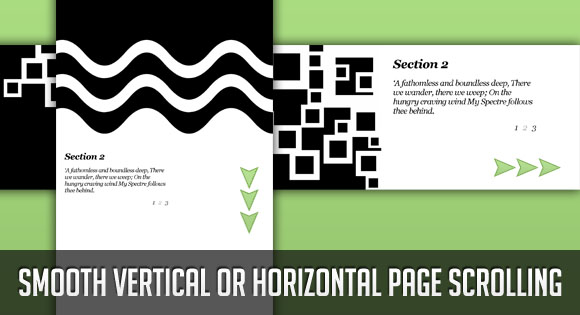 Section 2
'A fathomless and boundless deep, There
we wander, there we weep; On the
hungry craving wind My Spectre follows
thee behind.
1 2 3
Section 2
'A fathomless and boundless deep, There
we wander, there we weep; On the
hungry craving wind My Spectre follows
thee behind.
1 2 3
SMOOTH VERTICAL OR HORIZONTAL PAGE SCROLLING